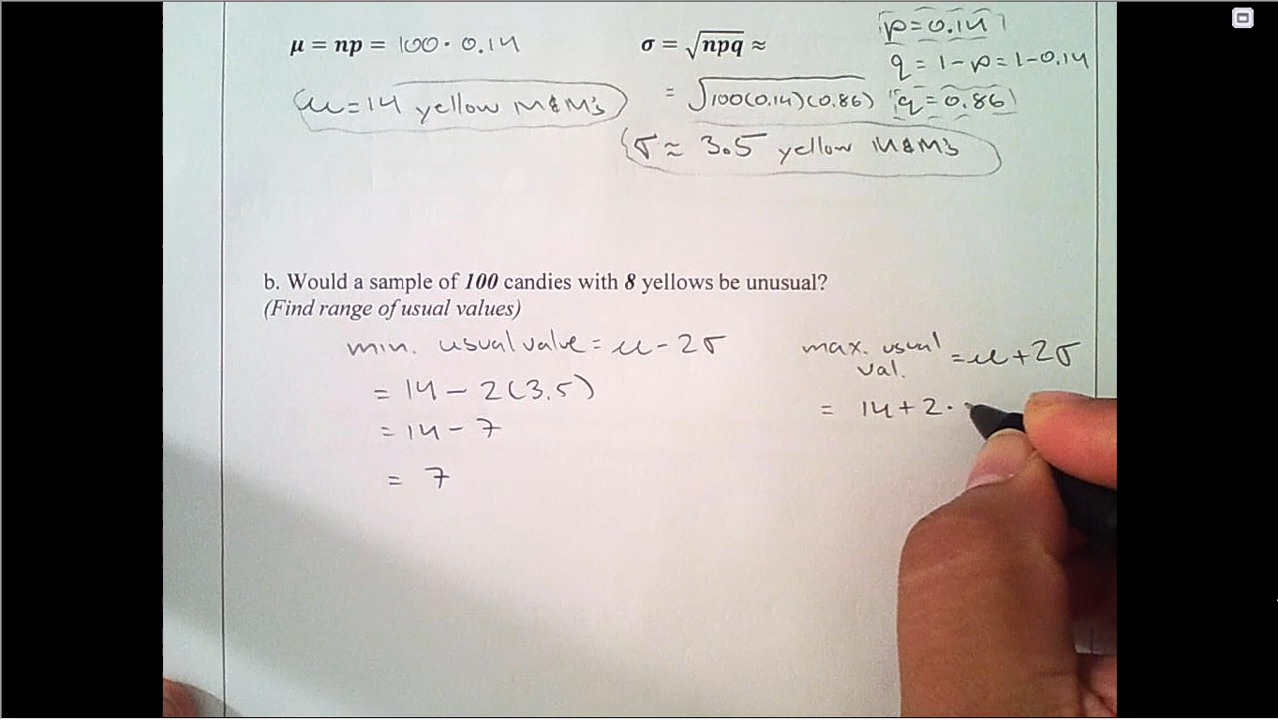 μ = np = 100 · 0.14
μ = 14 yellow M&M's
σ = √npq ≈
= √100(0.14)(0.86)
σ ≈ 3.5 yellow M&M's
p = 0.14
q = 1 - p = 1 - 0.14
q = 0.86
b. Would a sample of 100 candies with 8 yellows be unusual?
(Find range of usual values)
min. usual value = μ - 2σ
= 14 - 2(3.5)
= 14 - 7
= 7
max. usual
val. = μ + 2σ
= 14 + 2 ·